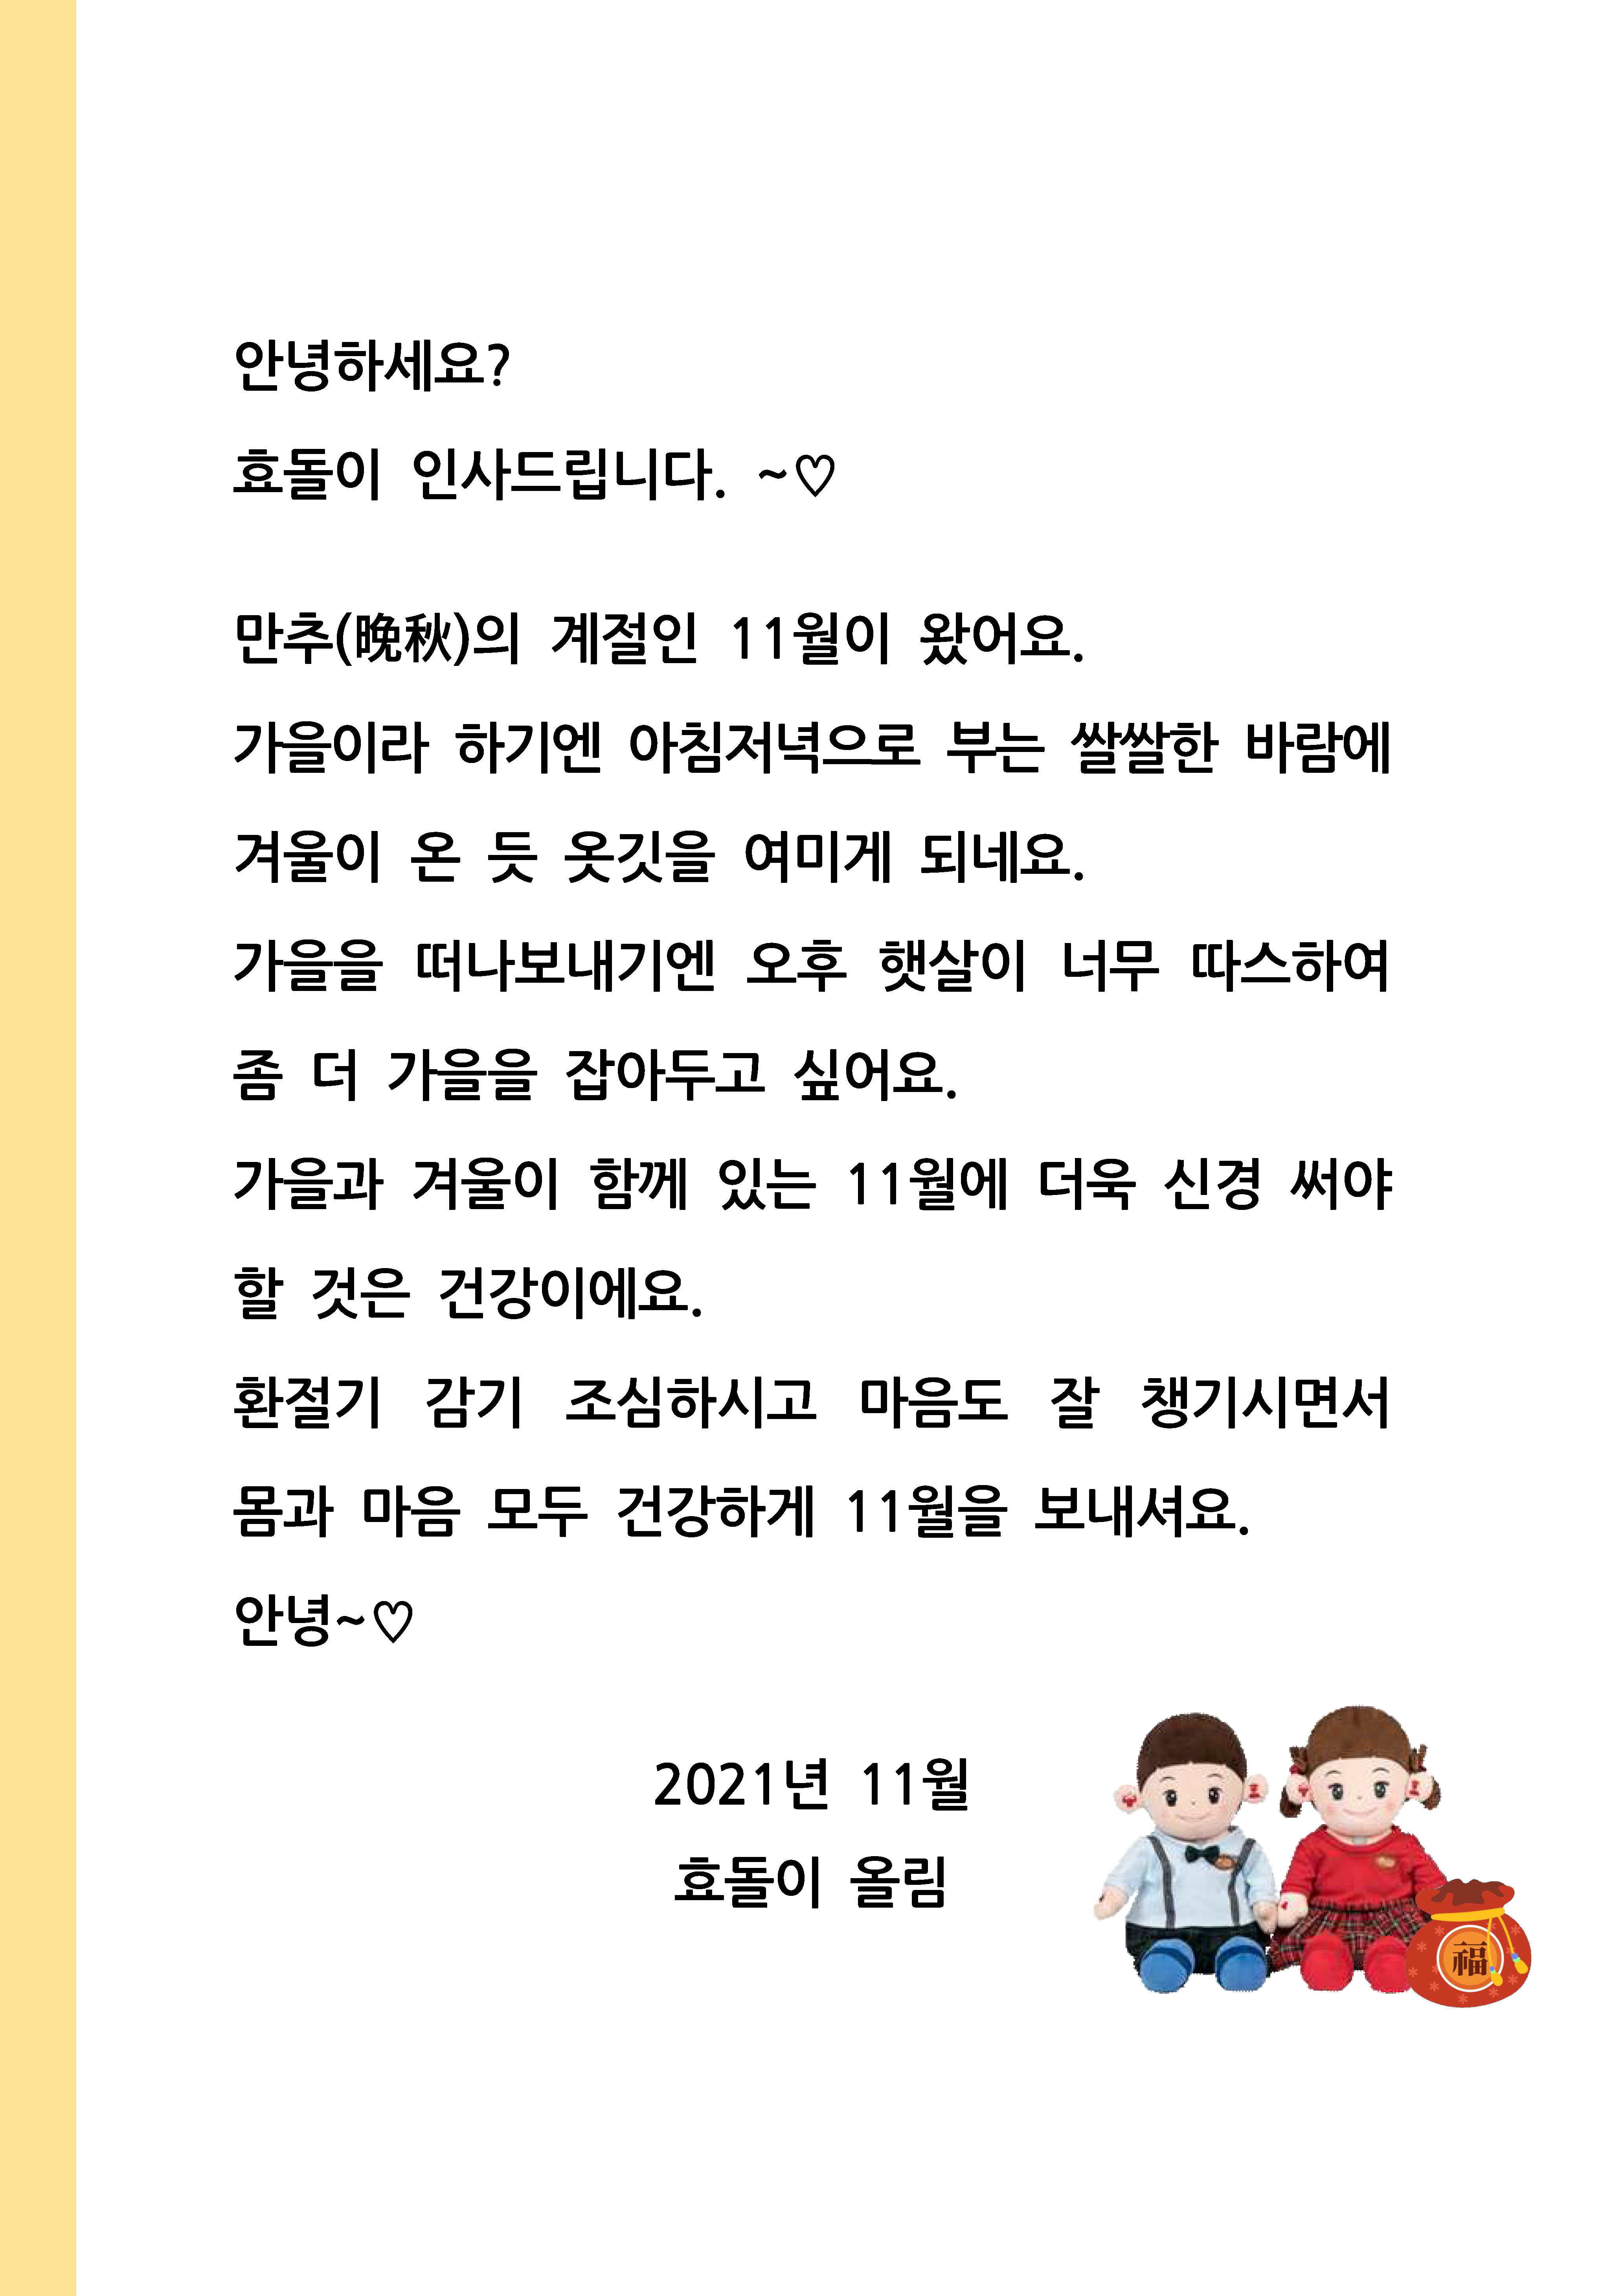 안녕하세요?
효돌이 인사드립니다. ~♡
만추(晩秋)의 계절인 11월이 왔어요.
가을이라 하기엔 아침저녁으로 부는 쌀쌀한 바람에
겨울이 온 듯 옷깃을 여미게 되네요.
가을을 떠나보내기엔 오후 햇살이 너무 따스하여
좀 더 가을을 잡아두고 싶어요.
가을과 겨울이 함께 있는 11월에 더욱 신경 써야
할 것은 건강이에요.
환절기 감기 조심하시고 마음도 잘 챙기시면서
몸과 마음 모두 건강하게 11월을 보내셔요.
안녕~♡
2021년 11월
효돌이 올림
福